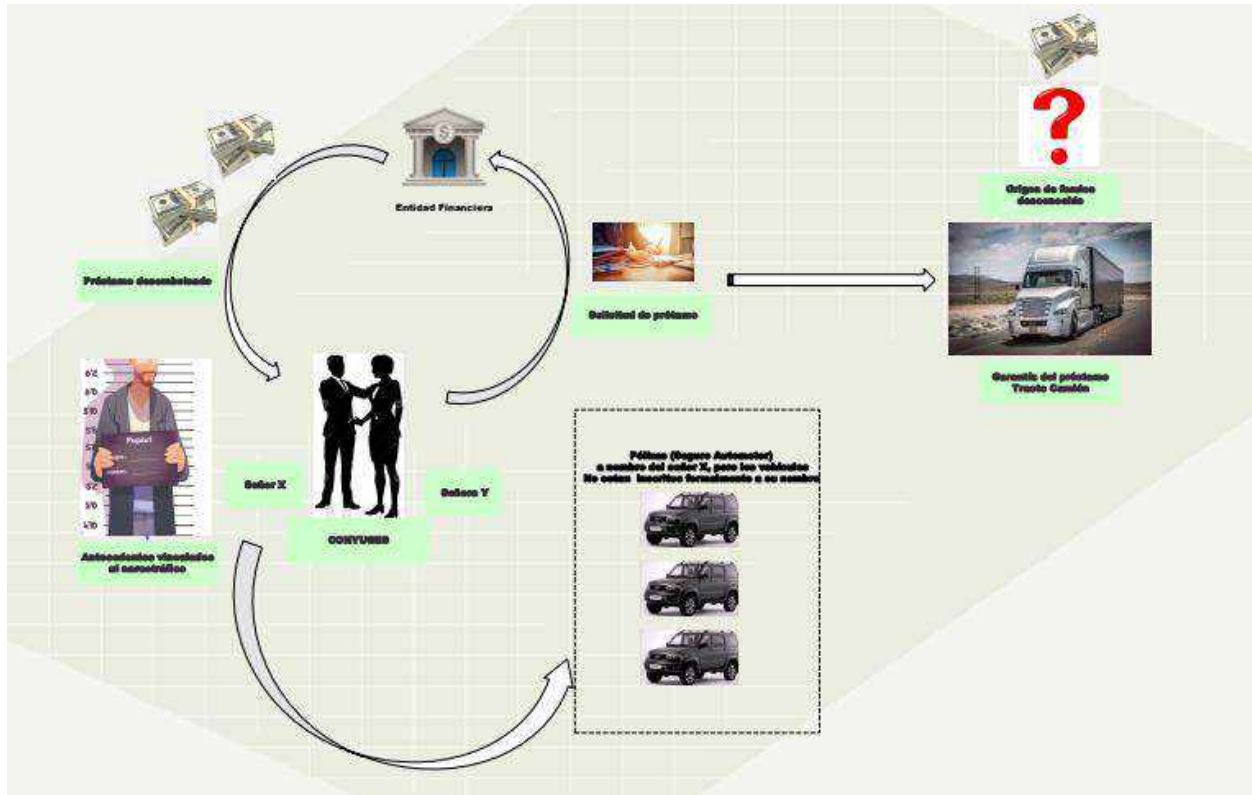 Origen de fondos
desconocido
Entidad Financiera
Préstamo desembolsado
Solicitud de préstamo
Garantía del préstamo
Tracto Camión
Pólizas (Seguro Automotor)
a nombre del señor X, pero los vehículos
No estan inscritos formalmente a su nombre
Señor X
Señora Y
CONYUGES
Antecedentes vinculados
al narcotráfico